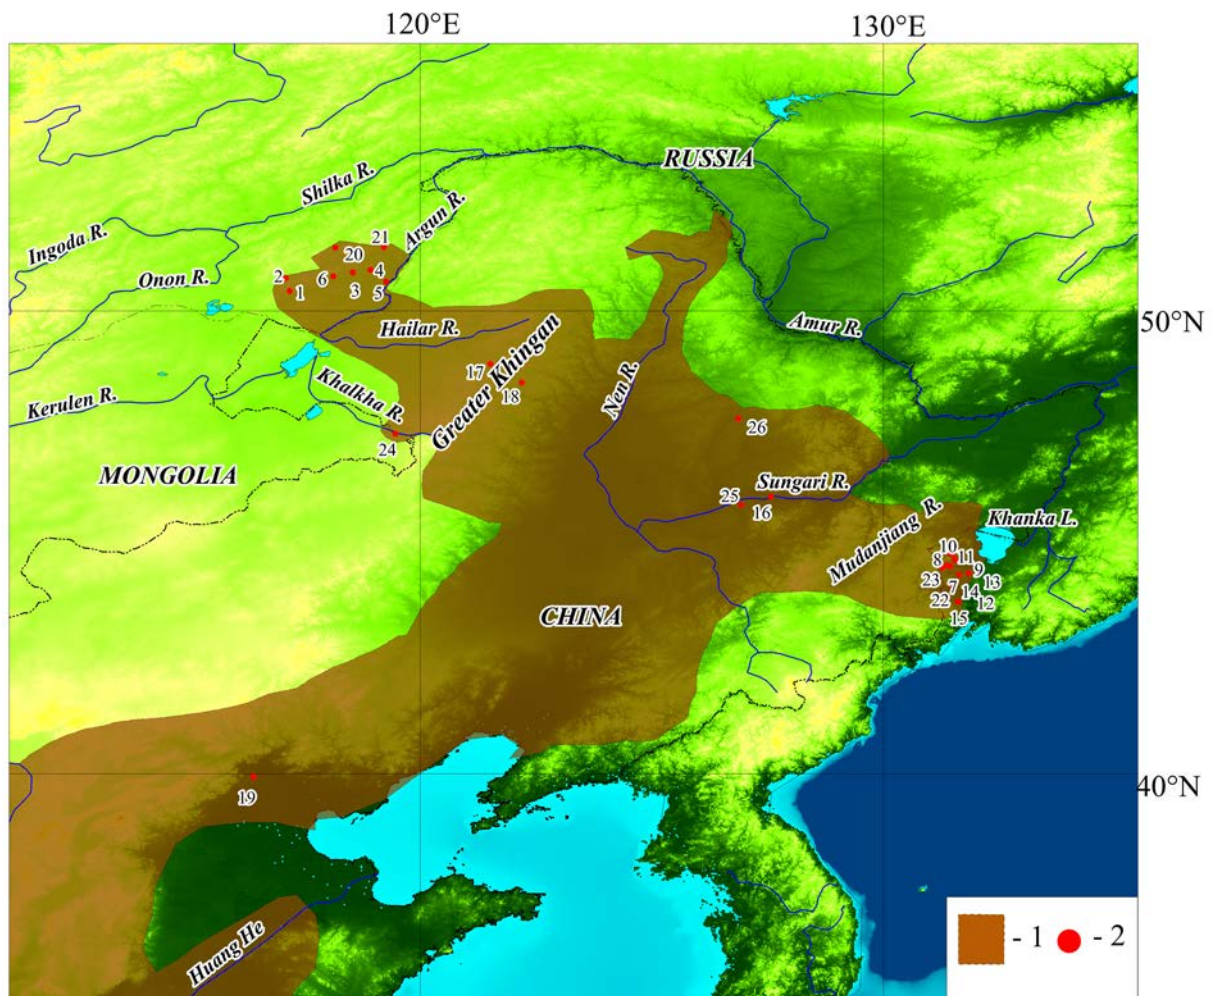 120°E 130°E
RUSSIA
Shilka R.
Argun R.
Ingoda R.
21
20
Onon R.
2
6
4
1
3
5
50°N
Hailar R.
Amur R.
Greater Khingan
17
Khalkha R.
18
Nen R.
Kerulen R.
26
24
MONGOLIA
Sungari R.
25
16
Mudanjiang R.
Khanka L.
10
8
11
9
23
7
13
14
22
12
15
CHINA
40°N
19
Huang He
- 1 - 2